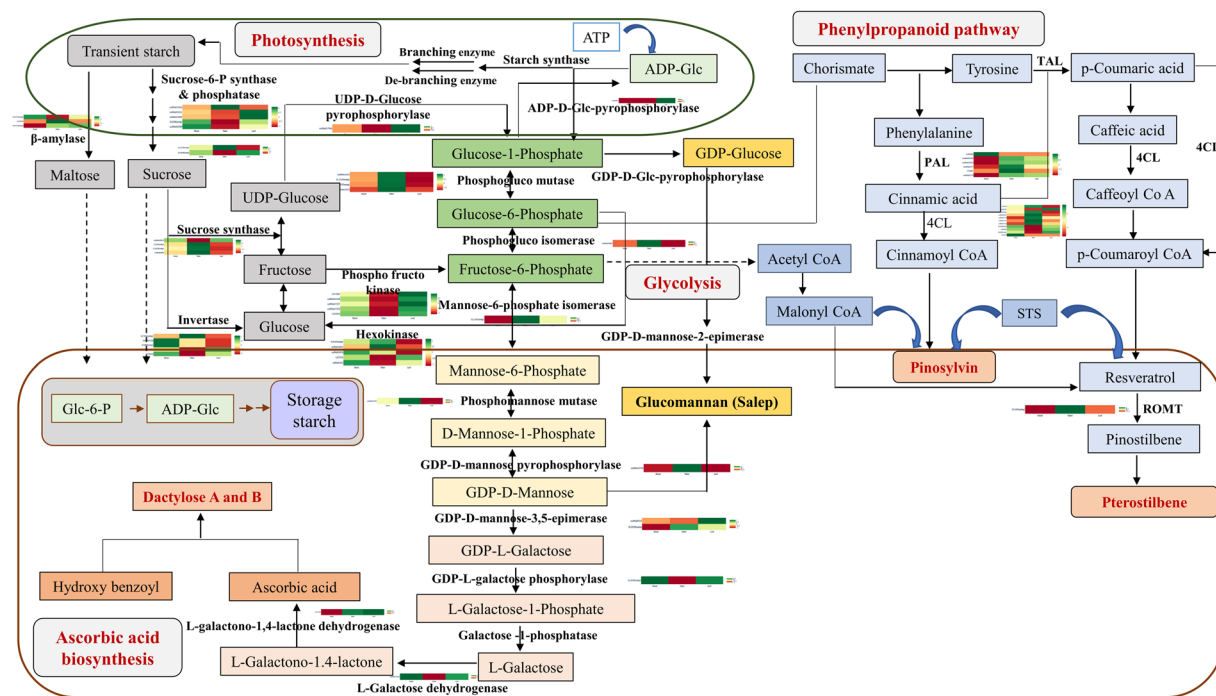 Photosynthesis
Phenylpropanoid pathway
Transient starch
ATP
Branching enzyme
De-branching enzyme
Starch synthase
ADP-Glc
Sucrose-6-P synthase
& phosphatase
UDP-D-Glucose
pyrophosphorylase
ADP-D-Glc-pyrophosphorylase
β-amylase
Chorismate
Tyrosine
TAL
p-Coumaric acid
Phenylalanine
Caffeic acid
Maltose
Sucrose
Glucose-1-Phosphate
GDP-Glucose
PAL
4CL
4CL
Phosphogluco mutase
GDP-D-Glc-pyrophosphorylase
UDP-Glucose
Cinnamic acid
Caffeoyl Co A
Glucose-6-Phosphate
4CL
Sucrose synthase
Phosphogluco isomerase
Fructose
Phospho fructo
kinase
Fructose-6-Phosphate
Glycolysis
Acetyl CoA
Cinnamoyl CoA
p-Coumaroyl CoA
Mannose-6-phosphate isomerase
Invertase
Glucose
Hexokinase
Malonyl CoA
STS
GDP-D-mannose-2-epimerase
Pinosylvin
Mannose-6-Phosphate
Resveratrol
Glc-6-P
ADP-Glc
Storage
starch
Phosphomannose mutase
Glucomannan (Salep)
ROMT
D-Mannose-1-Phosphate
Pinostilbene
GDP-D-mannose pyrophosphorylase
Dactylose A and B
GDP-D-Mannose
Pterostilbene
GDP-D-mannose-3,5-epimerase
GDP-L-Galactose
Hydroxy benzoyl
Ascorbic acid
GDP-L-galactose phosphorylase
L-Galactose-1-Phosphate
L-galactono-1,4-lactone dehydrogenase
Galactose -1-phosphatase
Ascorbic acid
biosynthesis
L-Galactono-1.4-lactone
L-Galactose
L-Galactose dehydrogenase